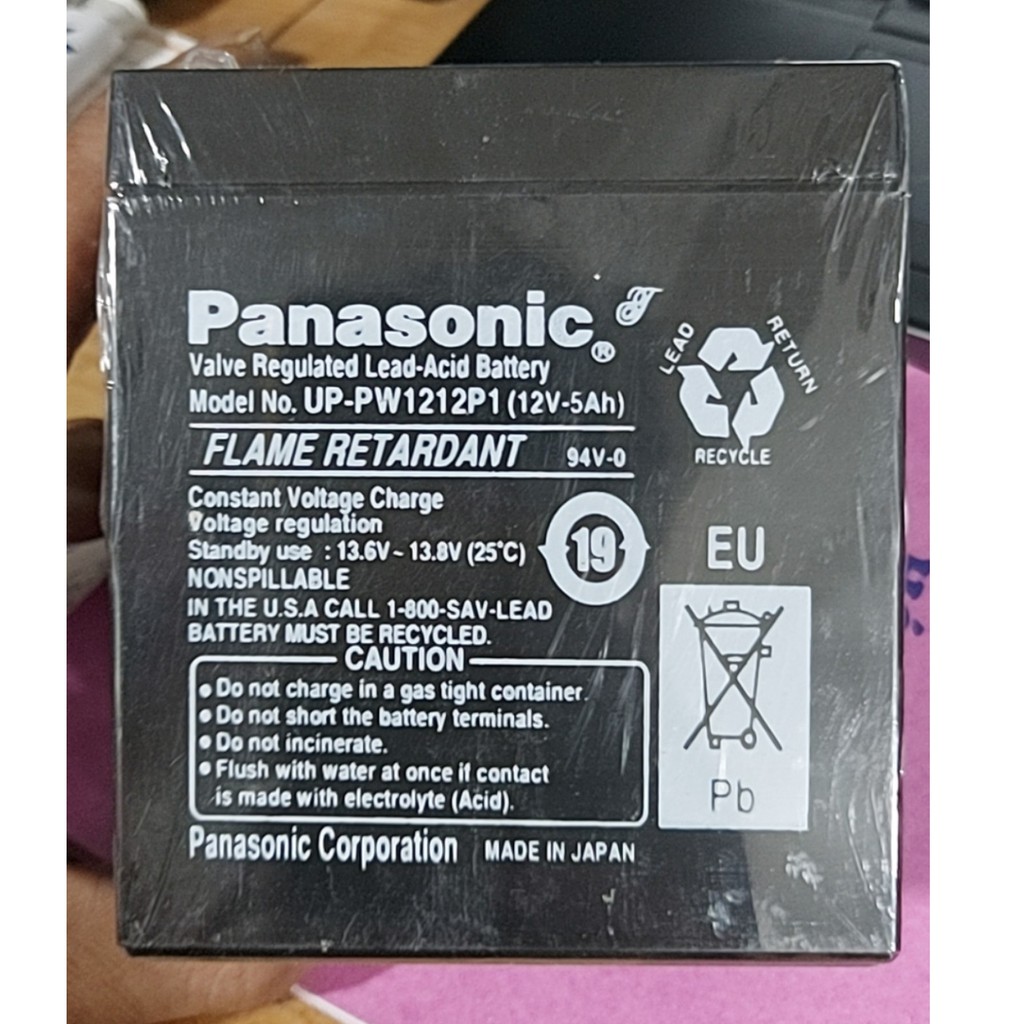 Panasonic®
Valve Regulated Lead-Acid Battery
Model No. UP-PW1212P1 (12V-5Ah)
FLAME RETARDANT 94V-0
Constant Voltage Charge
Voltage regulation
Standby use : 13.6V ~ 13.8V (25°C)
19
NONSPILLABLE
IN THE U.S.A CALL 1-800-SAV-LEAD
BATTERY MUST BE RECYCLED.
CAUTION
• Do not charge in a gas tight container.
• Do not short the battery terminals.
• Do not incinerate.
• Flush with water at once if contact
is made with electrolyte (Acid).
Panasonic Corporation MADE IN JAPAN
LEAD
RETURN
RECYCLE
EU
Pb